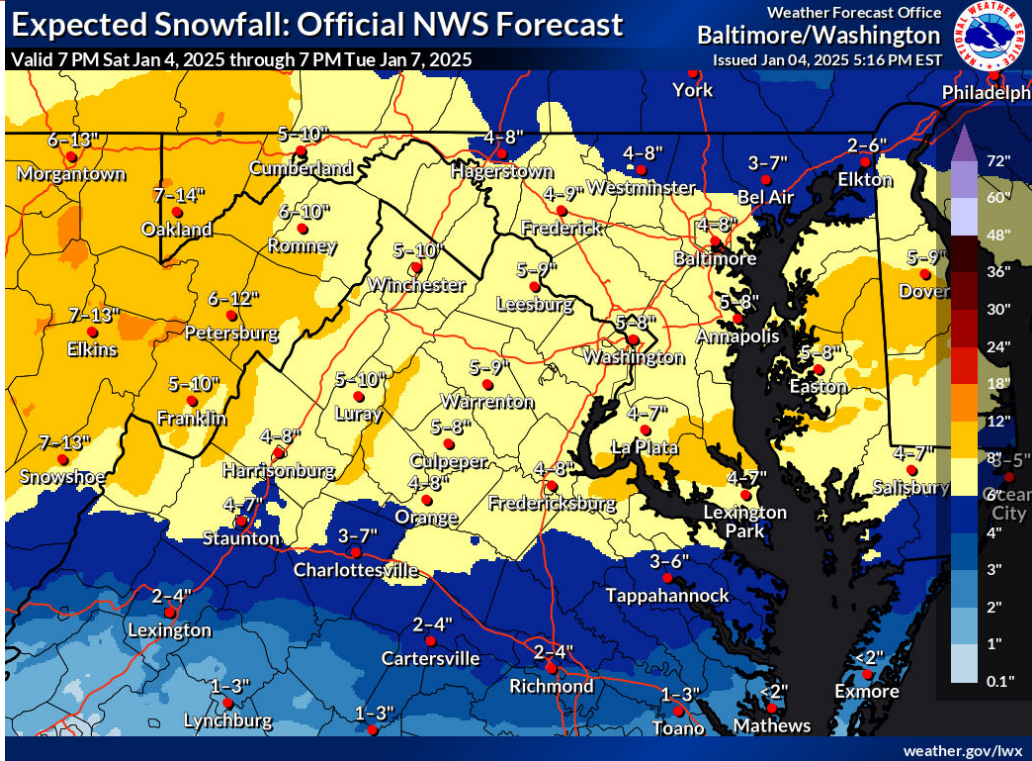 Expected Snowfall: Official NWS Forecast
Valid 7 PM Sat Jan 4, 2025 through 7 PM Tue Jan 7, 2025
Weather Forecast Office
Baltimore/Washington
Issued Jan 04, 2025 5:16 PM EST
NATIONAL WEATHER SERVICE
York
Philadelph
6–13"
Morgantown
5–10"
Cumberland
4–8"
Hagerstown
4–8"
Westminster
3–7"
Bel Air
2–6"
Elkton
7–14"
Oakland
6–10"
Romney
4–9"
Frederick
4–8"
Baltimore
5–10"
Winchester
5–9"
Leesburg
5–9"
Dover
6–12"
Petersburg
7–13"
Elkins
5–8"
Washington
5–8"
Annapolis
5–8"
Easton
5–10"
Franklin
5–10"
Luray
5–9"
Warrenton
4–7"
La Plata
7–13"
Snowshoe
4–8"
Harrisonburg
5–8"
Culpeper
4–8"
Orange
4–8"
Fredericksburg
4–7"
Lexington
Park
4–7"
Salisbury
3–5"
Ocean
City
4–7"
Staunton
3–7"
Charlottesville
3–6"
Tappahannock
2–4"
Lexington
2–4"
Cartersville
2–4"
Richmond
<2"
Exmore
1–3"
Lynchburg
1–3"
1–3"
Toano
<2"
Mathews
72"
60"
48"
36"
30"
24"
18"
12"
8"
6"
4"
3"
2"
1"
0.1"
weather.gov/lwx